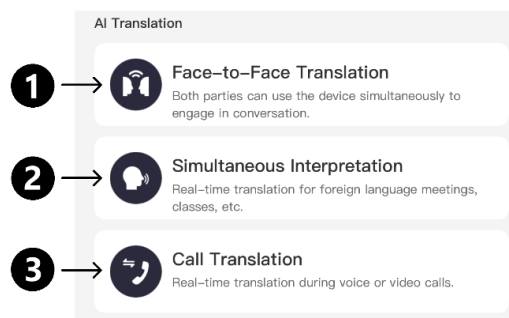 AI Translation
1
Face-to-Face Translation
Both parties can use the device simultaneously to
engage in conversation.
2
Simultaneous Interpretation
Real-time translation for foreign language meetings,
classes, etc.
3
Call Translation
Real-time translation during voice or video calls.